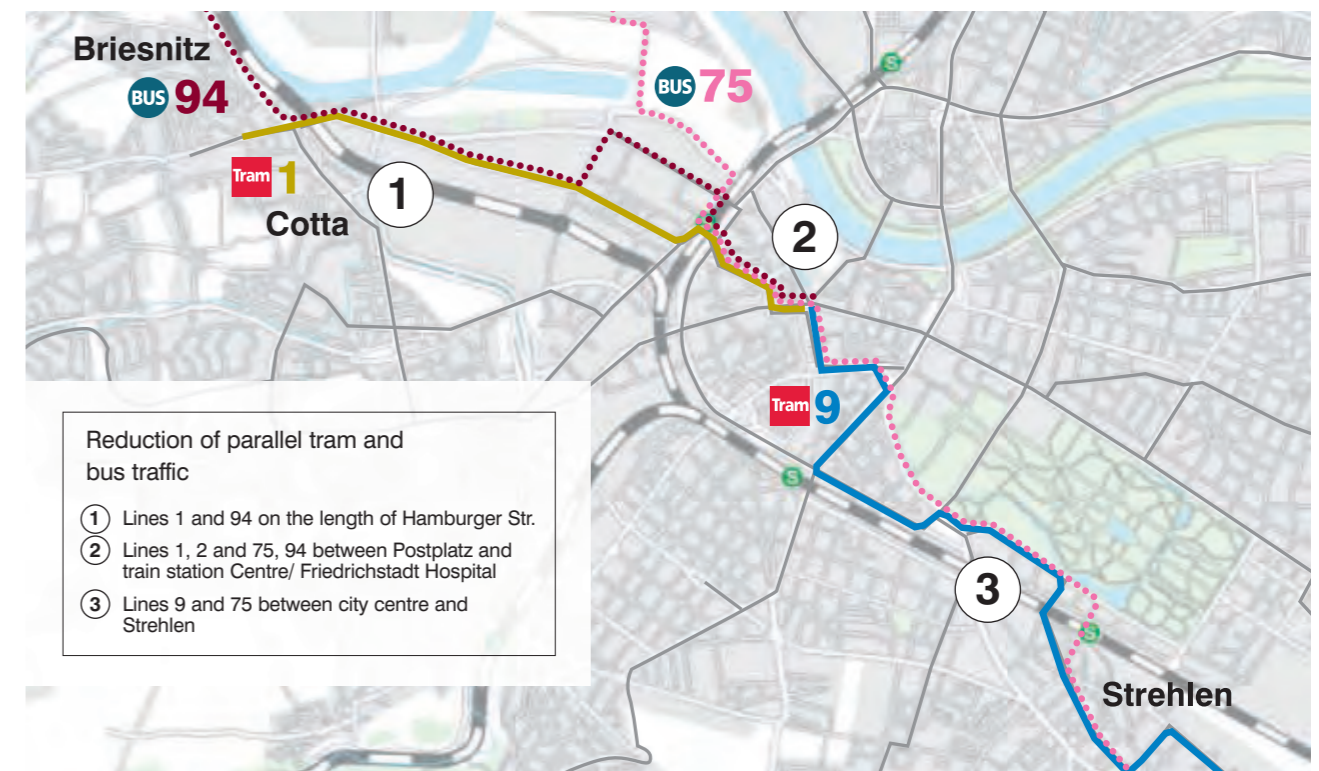 Briesnitz
BUS 94
BUS 75
Tram 1
Cotta
1
2
S
Tram 9
S
3
S
Strehlen
Reduction of parallel tram and
bus traffic
1 Lines 1 and 94 on the length of Hamburger Str.
2 Lines 1, 2 and 75, 94 between Postplatz and
train station Centre/ Friedrichstadt Hospital
3 Lines 9 and 75 between city centre and
Strehlen